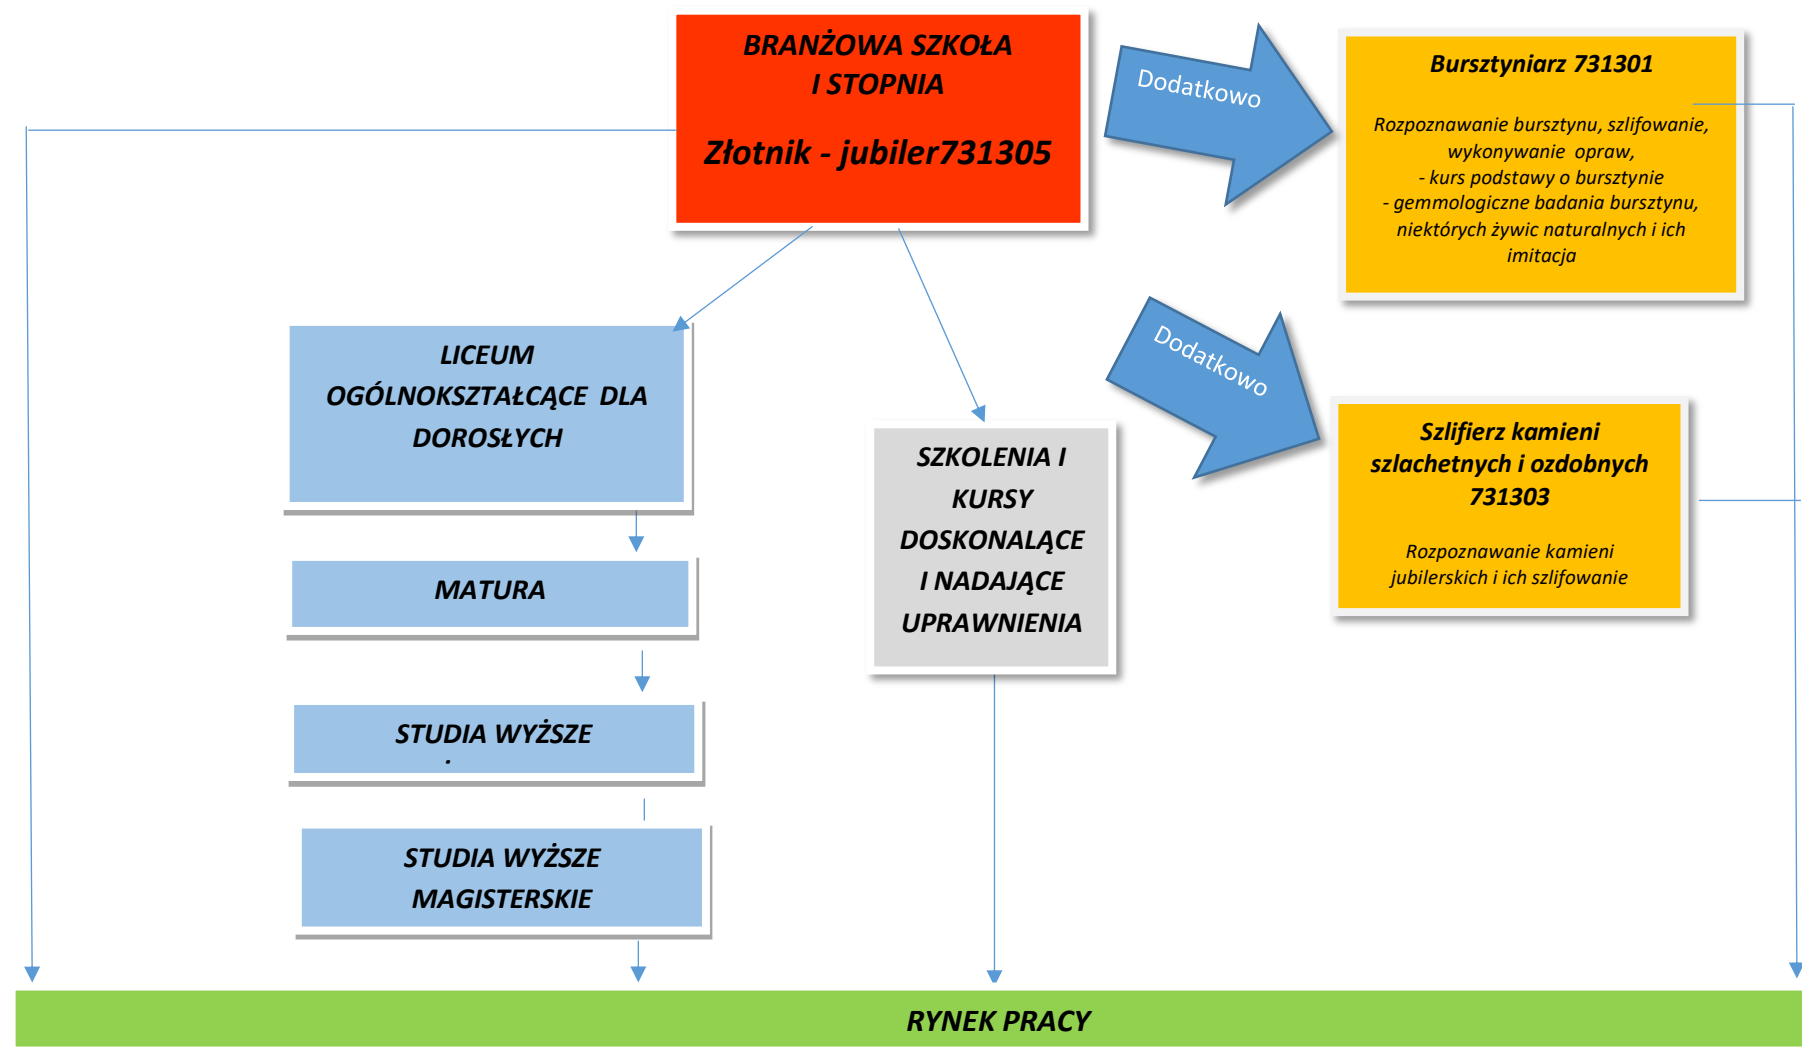 BRANŻOWA SZKOŁA
I STOPNIA
Złotnik - jubiler731305
Dodatkowo
Bursztyniarz 731301
Rozpoznawanie bursztynu, szlifowanie,
wykonywanie opraw,
- kurs podstawy o bursztynie
- gemmologiczne badania bursztynu,
niektórych żywic naturalnych i ich
imitacja
Dodatkowo
Szlifierz kamieni
szlachetnych i ozdobnych
731303
Rozpoznawanie kamieni
jubilerskich i ich szlifowanie
LICEUM
OGÓLNOKSZTAŁCĄCE DLA
DOROSŁYCH
MATURA
STUDIA WYŻSZE
STUDIA WYŻSZE
MAGISTERSKIE
SZKOLENIA I
KURSY
DOSKONALĄCE
I NADAJĄCE
UPRAWNIENIA
RYNEK PRACY